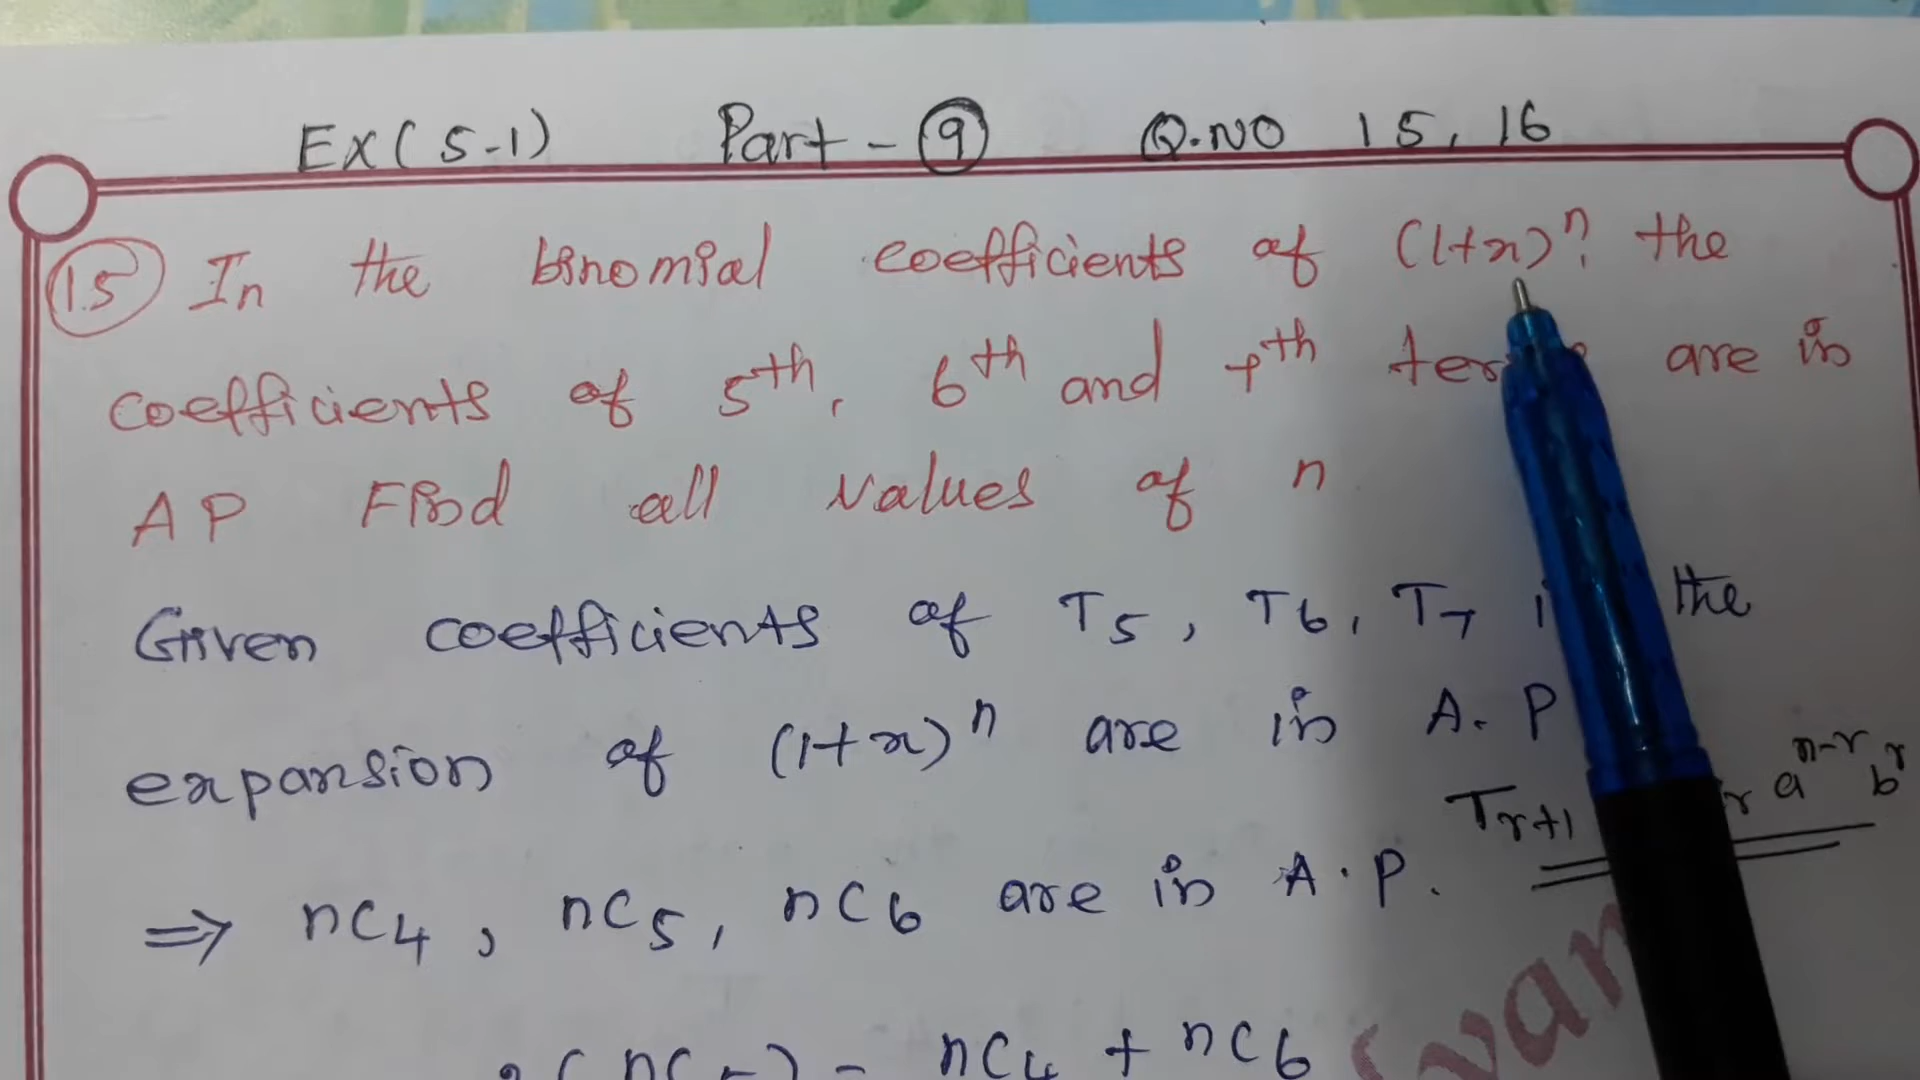 Ex(5-1) Part-9 Q.NO 15,16
15 In the binomial coefficients of (1+x)ⁿ, the
coefficients of 5th, 6th and 7th are in
AP Find all values of n
Given coefficients of T5, T6, T7 the
expansion of (1+x)ⁿ are in A.P
Tr+1 r aⁿ⁻ʳ bʳ
⇒ nC4, nC5, nC6 are in A.P.
nC4 + nC6